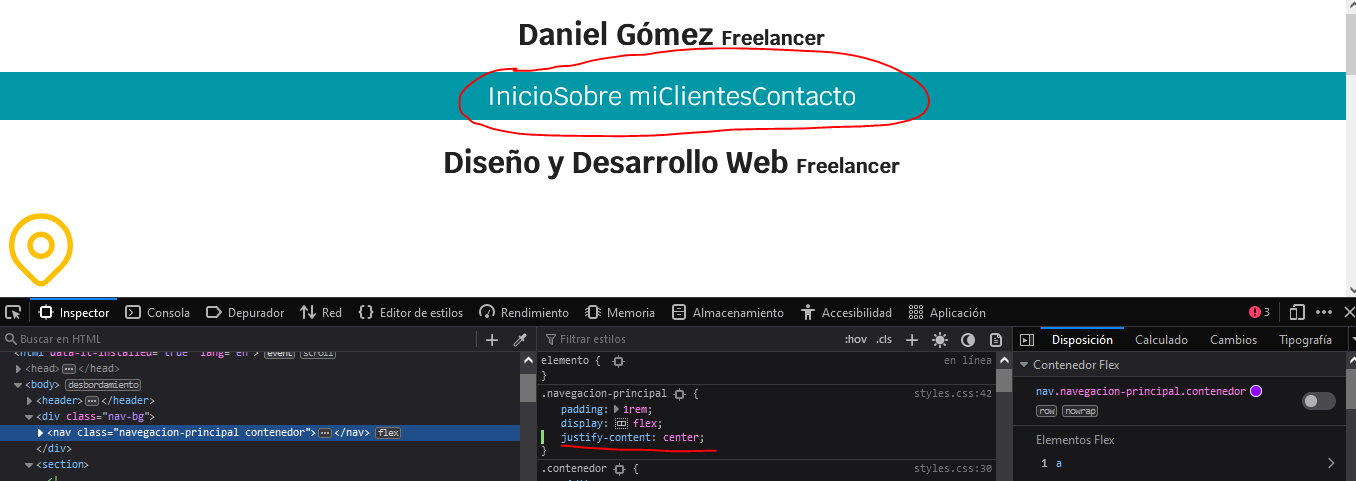 Daniel Gómez Freelancer
InicioSobre miClientesContacto
Diseño y Desarrollo Web Freelancer
Inspector Consola Depurador Red Editor de estilos Rendimiento Memoria Almacenamiento Accesibilidad Aplicación 3
Buscar en HTML
Filtrar estilos :hov .cls
Disposición Calculado Cambios Tipografía
<html data-lt-installed="true" lang="en"> event scroll
<head> </head>
<body> desbordamiento
<header> </header>
<div class="nav-bg">
<nav class="navegacion-principal contenedor"> </nav> flex
</div>
<section>
elemento { en línea
}
.navegacion-principal { styles.css:42
padding: 1rem;
display: flex;
justify-content: center;
}
.contenedor { styles.css:30
Contenedor Flex
nav.navegacion-principal.contenedor
row nowrap
Elementos Flex
1 a